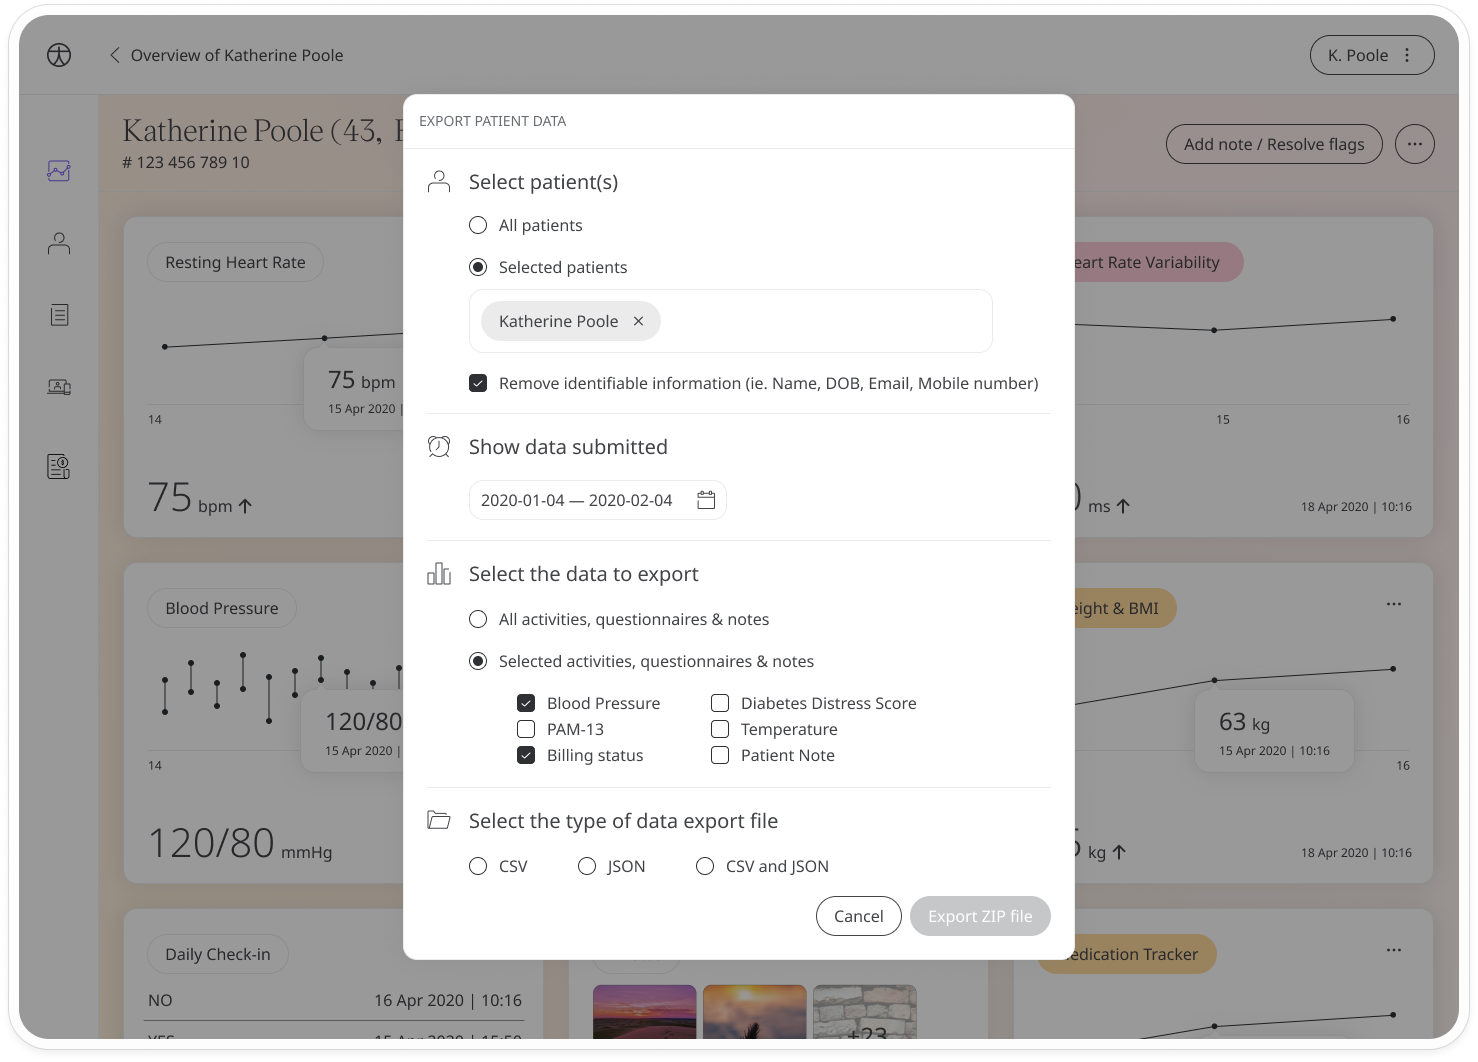 Overview of Katherine Poole
K. Poole
Katherine Poole (43,
# 123 456 789 10
Add note / Resolve flags
EXPORT PATIENT DATA
Select patient(s)
All patients
Selected patients
Katherine Poole
Remove identifiable information (ie. Name, DOB, Email, Mobile number)
Show data submitted
2020-01-04 — 2020-02-04
Select the data to export
All activities, questionnaires & notes
Selected activities, questionnaires & notes
Blood Pressure
Diabetes Distress Score
PAM-13
Temperature
Billing status
Patient Note
Select the type of data export file
CSV
JSON
CSV and JSON
Cancel
Export ZIP file
Resting Heart Rate
75 bpm
15 Apr 2020 |
14
75 bpm
eart Rate Variability
15
16
ms
18 Apr 2020 | 10:16
Blood Pressure
120/80
15 Apr 2020 |
14
120/80 mmHg
eight & BMI
63 kg
15 Apr 2020 | 10:16
16
kg
18 Apr 2020 | 10:16
Daily Check-in
NO
16 Apr 2020 | 10:16
YES
15 Apr 2020 | 15:50
+23
edication Tracker